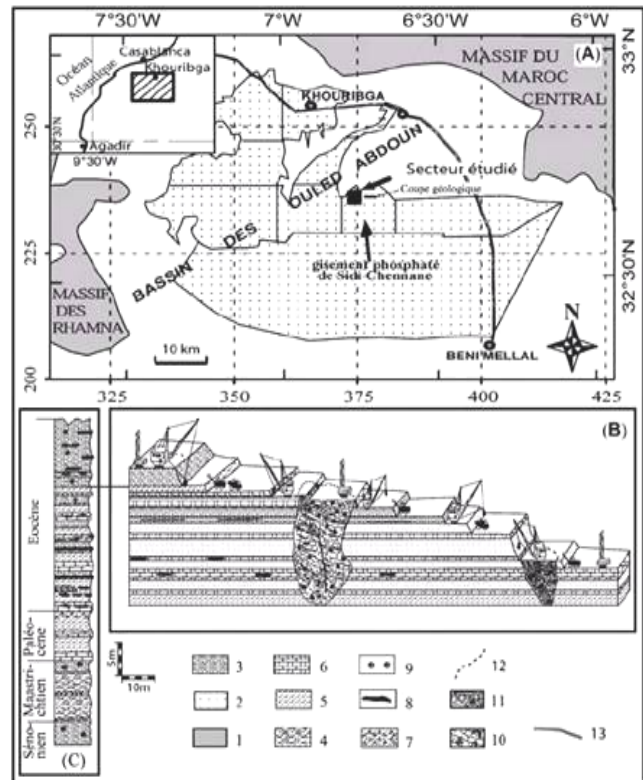 7°30'W
7°W
6°30'
6°W
33°N
32°30'N
250
225
200
325
350
375
400
425
(A)
Casablanca
Khouribga
Océan
Atlantique
Agadir
9°30'W
30°30'N
MASSIF DU
MAROC
CENTRAL
KHOURIBGA
BASSIN DES OULED ABDOUN
Secteur étudié
Coupe géologique
gisement phosphaté
de Sidi Chennane
MASSIF
DES
RHAMNA
10 km
N
BENI MELLAL
(B)
Eocène
Paléo-
cène
Maastri-
chtien
Séno-
nien
(C)
5m
10m
3
6
9
12
2
5
8
11
1
4
7
10
13